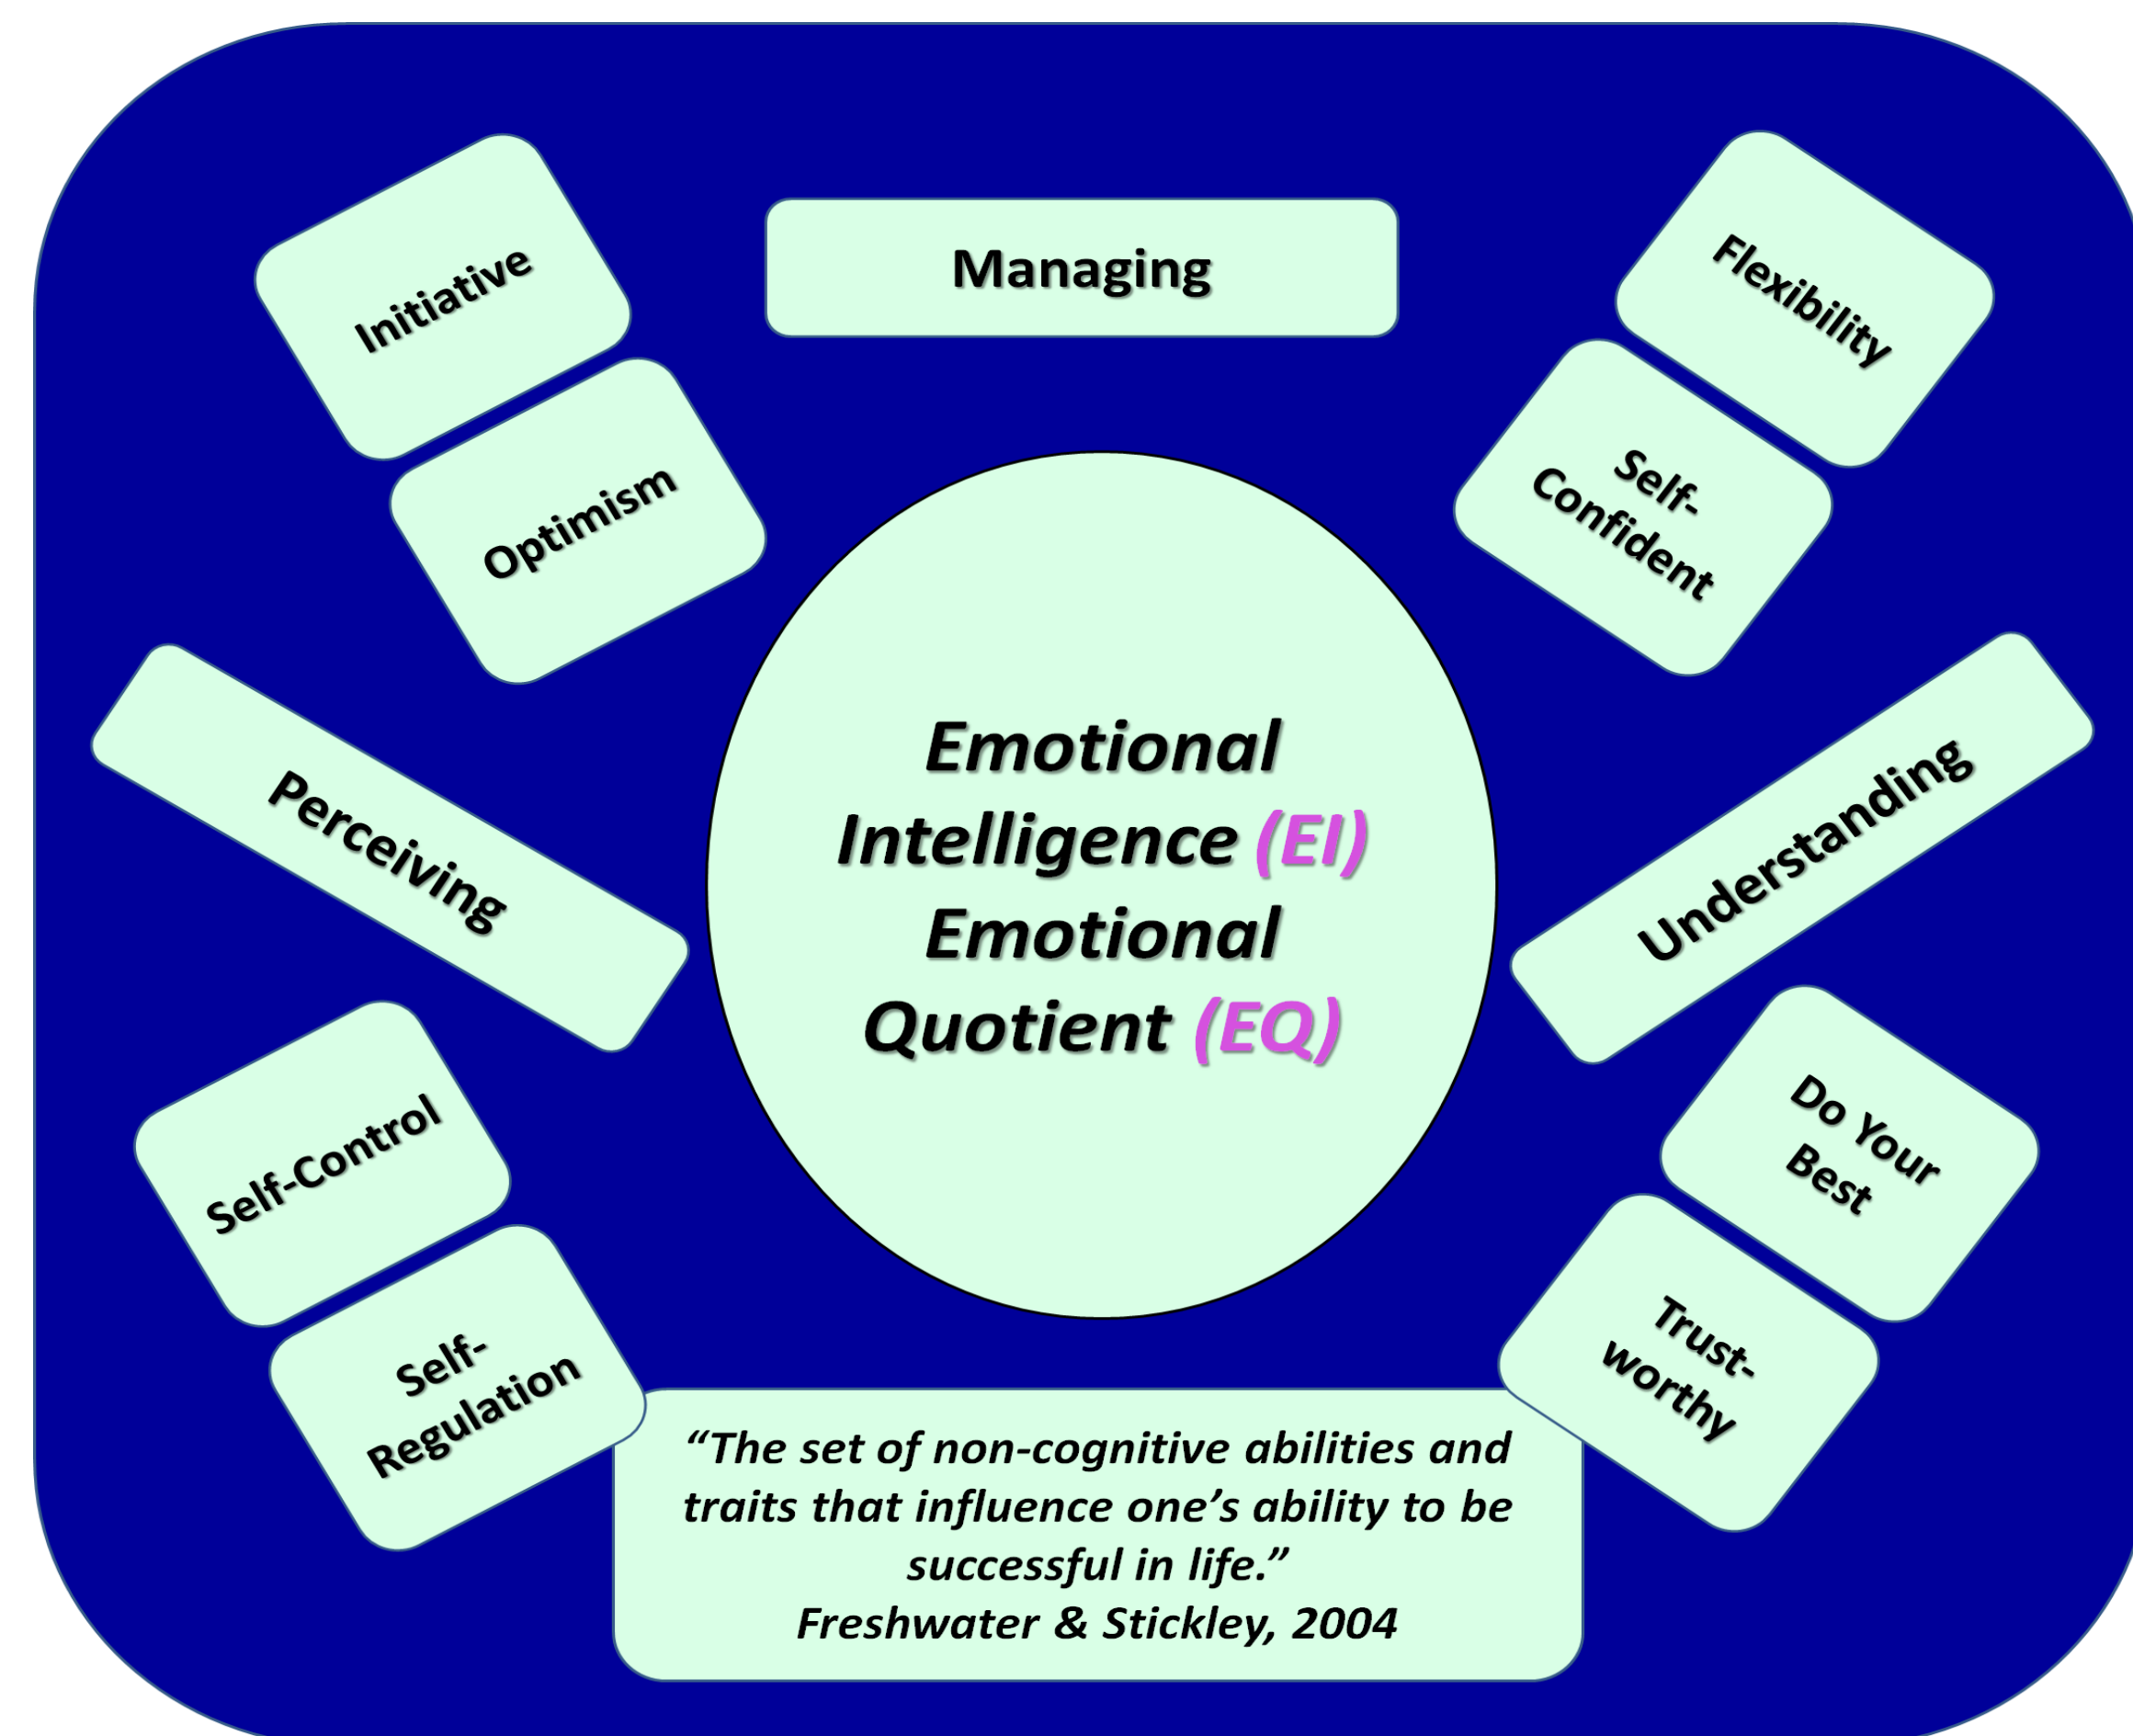 Initiative
Managing
Flexibility
Optimism
Self-
Confident
Perceiving
Emotional
Intelligence (EI)
Emotional
Quotient (EQ)
Understanding
Self-Control
Do Your
Best
Self-
Regulation
Trust-
worthy
“The set of non-cognitive abilities and
traits that influence one’s ability to be
successful in life.”
Freshwater & Stickley, 2004